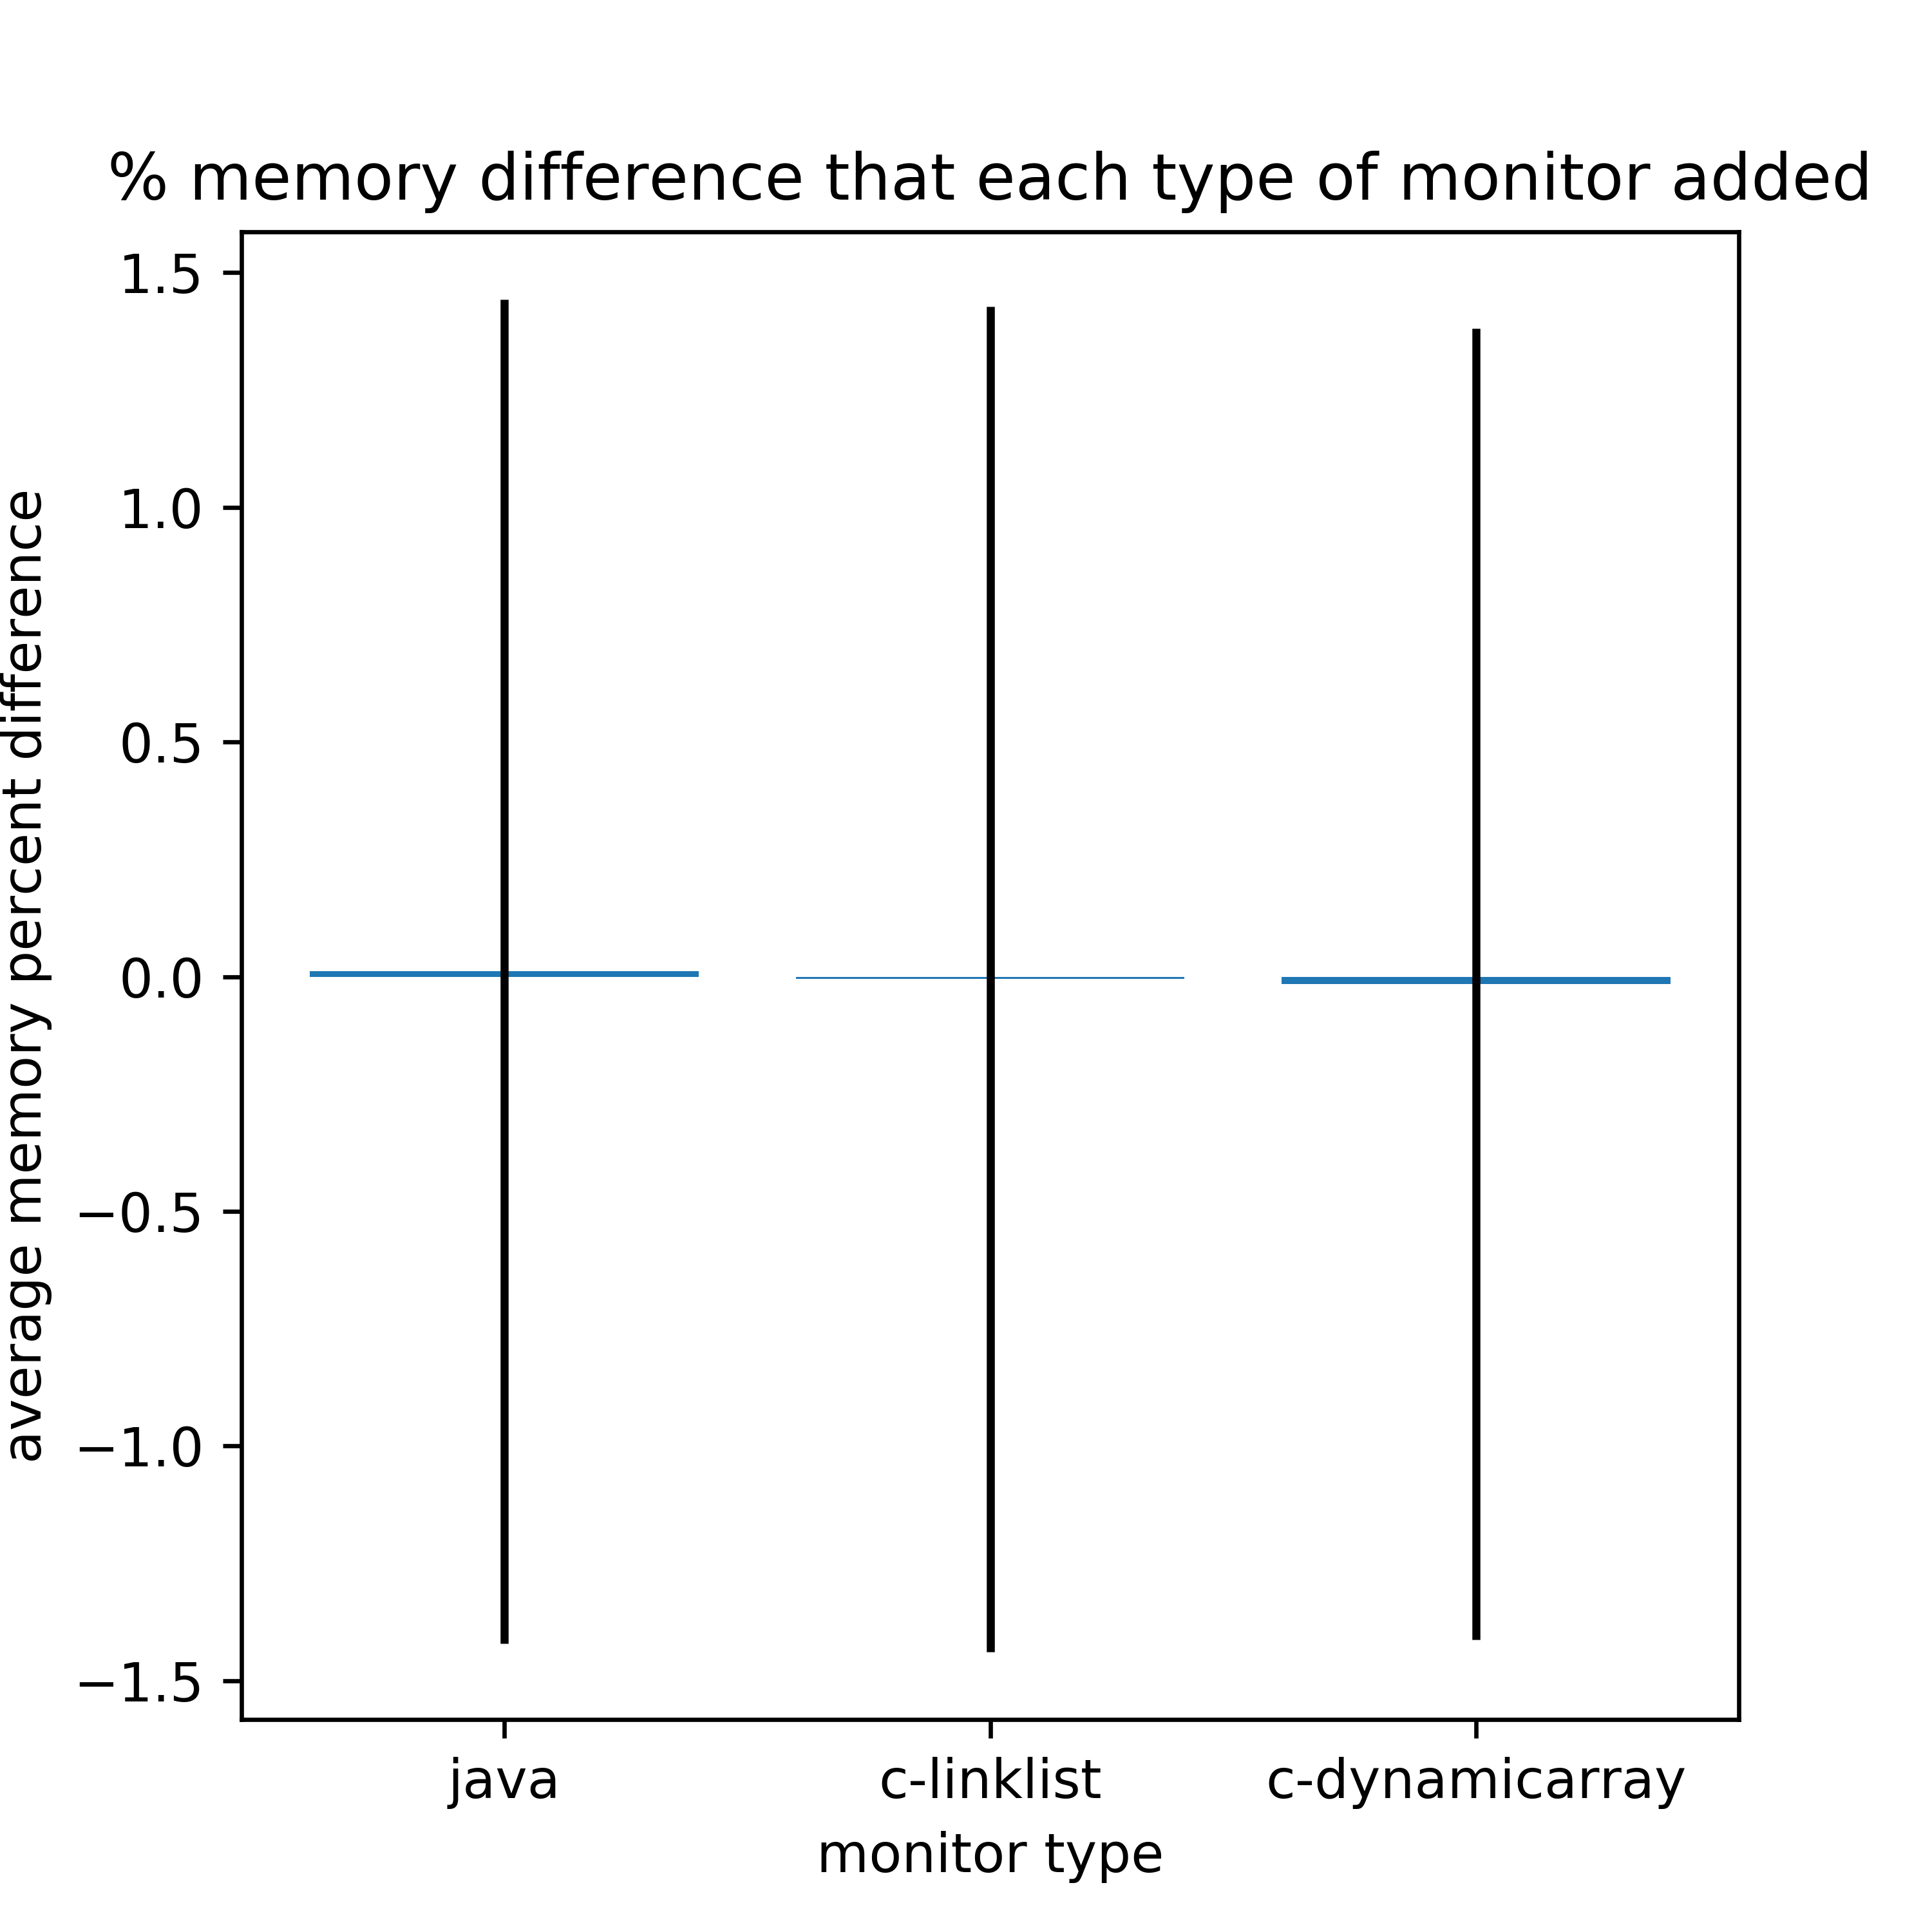 % memory difference that each type of monitor added
average memory percent difference
1.5
1.0
0.5
0.0
−0.5
−1.0
−1.5
java c-linklist c-dynamicarray
monitor type